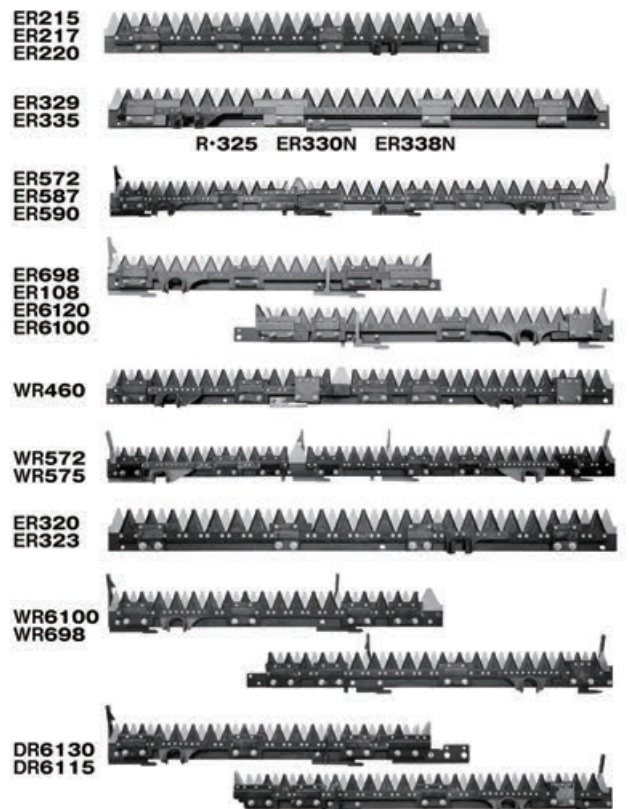 ER215
ER217
ER220
ER329
ER335
R・325 ER330N ER338N
ER572
ER587
ER590
ER698
ER108
ER6120
ER6100
WR460
WR572
WR575
ER320
ER323
WR6100
WR698
DR6130
DR6115